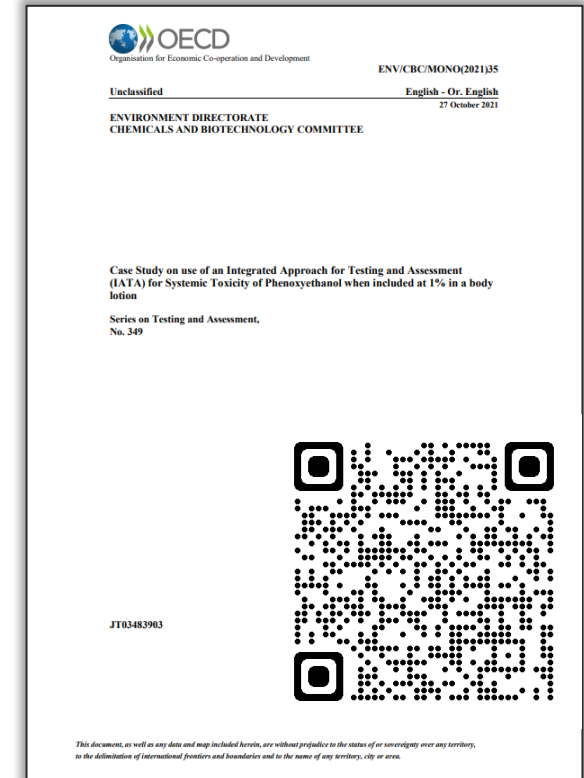 OECD
Organisation for Economic Co-operation and Development
ENV/CBC/MONO(2021)35
Unclassified English - Or. English
27 October 2021
ENVIRONMENT DIRECTORATE
CHEMICALS AND BIOTECHNOLOGY COMMITTEE
Case Study on use of an Integrated Approach for Testing and Assessment
(IATA) for Systemic Toxicity of Phenoxyethanol when included at 1% in a body
lotion
Series on Testing and Assessment,
No. 349
JT03483903
This document, as well as any data and map included herein, are without prejudice to the status of or sovereignty over any territory,
to the delimitation of international frontiers and boundaries and to the name of any territory, city or area.